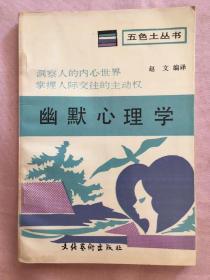 五色土丛书
洞察人的内心世界
掌握人际交往的主动权
赵文 编译
幽默心理学
文化艺术出版社